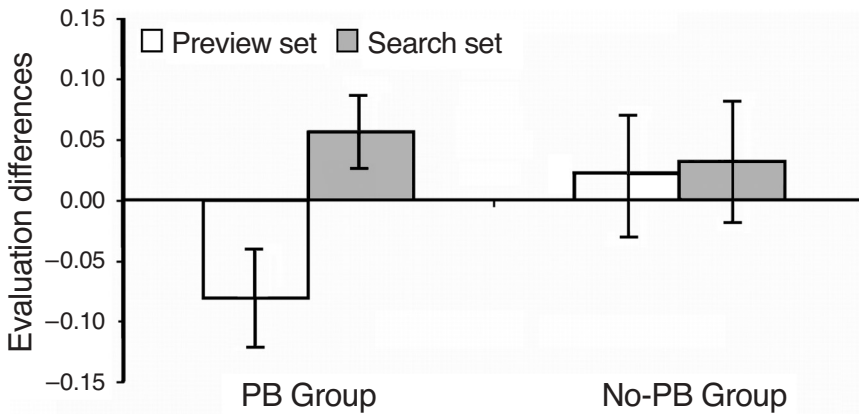 Evaluation differences
0.15
0.10
0.05
0.00
−0.05
−0.10
−0.15
Preview set
Search set
PB Group
No-PB Group